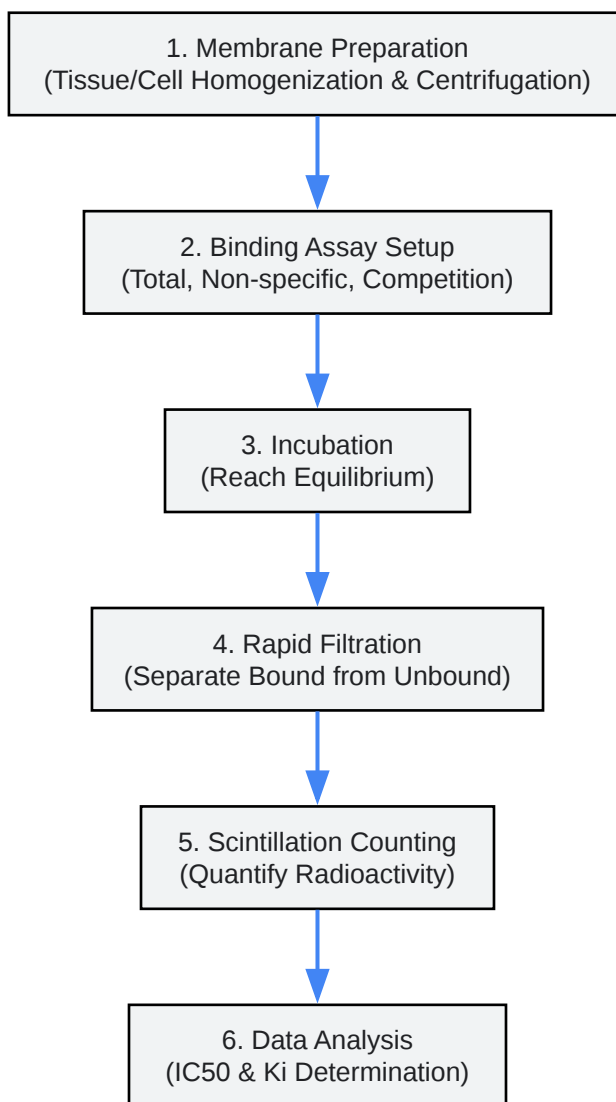 1. Membrane Preparation
(Tissue/Cell Homogenization & Centrifugation)
2. Binding Assay Setup
(Total, Non-specific, Competition)
3. Incubation
(Reach Equilibrium)
4. Rapid Filtration
(Separate Bound from Unbound)
5. Scintillation Counting
(Quantify Radioactivity)
6. Data Analysis
(IC50 & Ki Determination)